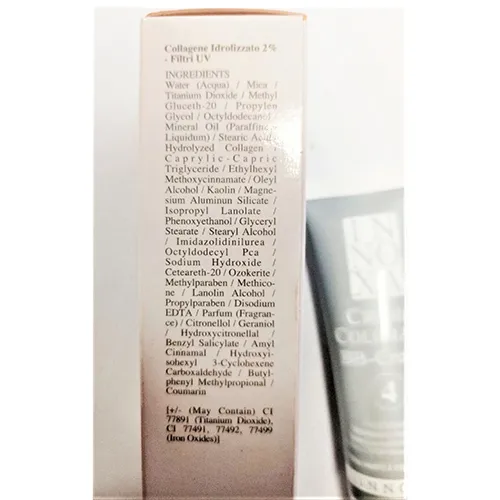 Collagene Idrolizzato 2%
- Filtri UV
INGREDIENTS
Water (Acqua) / Mica /
Titanium Dioxide / Methyl
Gluceth-20 / Propylen
Glycol / Octyldodecanol /
Mineral Oil (Paraffine
Liquidum) / Stearic Acid
Hydrolyzed Collagen /
Caprylic-Capric
Triglyceride / Ethylhexyl
Methoxycinnamate / Oleyl
Alcohol / Kaolin / Magne-
sium Aluminun Silicate /
Isopropyl Lanolate /
Phenoxyethanol / Glyceryl
Stearate / Stearyl Alcohol
/ Imidazolidinilurea /
Octyldodecyl Pca /
Sodium Hydroxide /
Ceteareth-20 / Ozokerite /
Methylparaben / Methico-
ne / Lanolin Alcohol /
Propylparaben / Disodium
EDTA / Parfum (Fragran-
ce) / Citronellol / Geraniol
/ Hydroxycitronellal /
Benzyl Salicylate / Amyl
Cinnamal / Hydroxyi-
sohexyl 3-Cyclohexene
Carboxaldehyde / Butyl-
phenyl Methylpropional /
Coumarin
[+/- (May Contain) CI
77891 (Titanium Dioxide),
CI 77491, 77492, 77499
(Iron Oxides)]
4